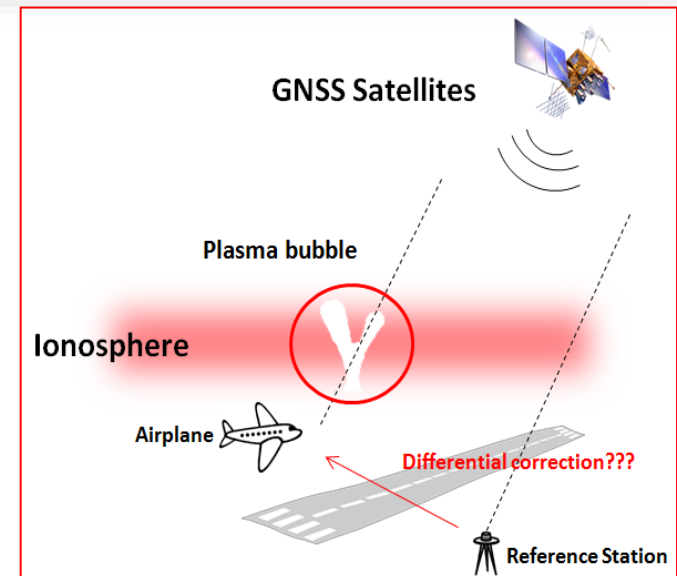 GNSS Satellites
Plasma bubble
Ionosphere
Airplane
Differential correction???
Reference Station